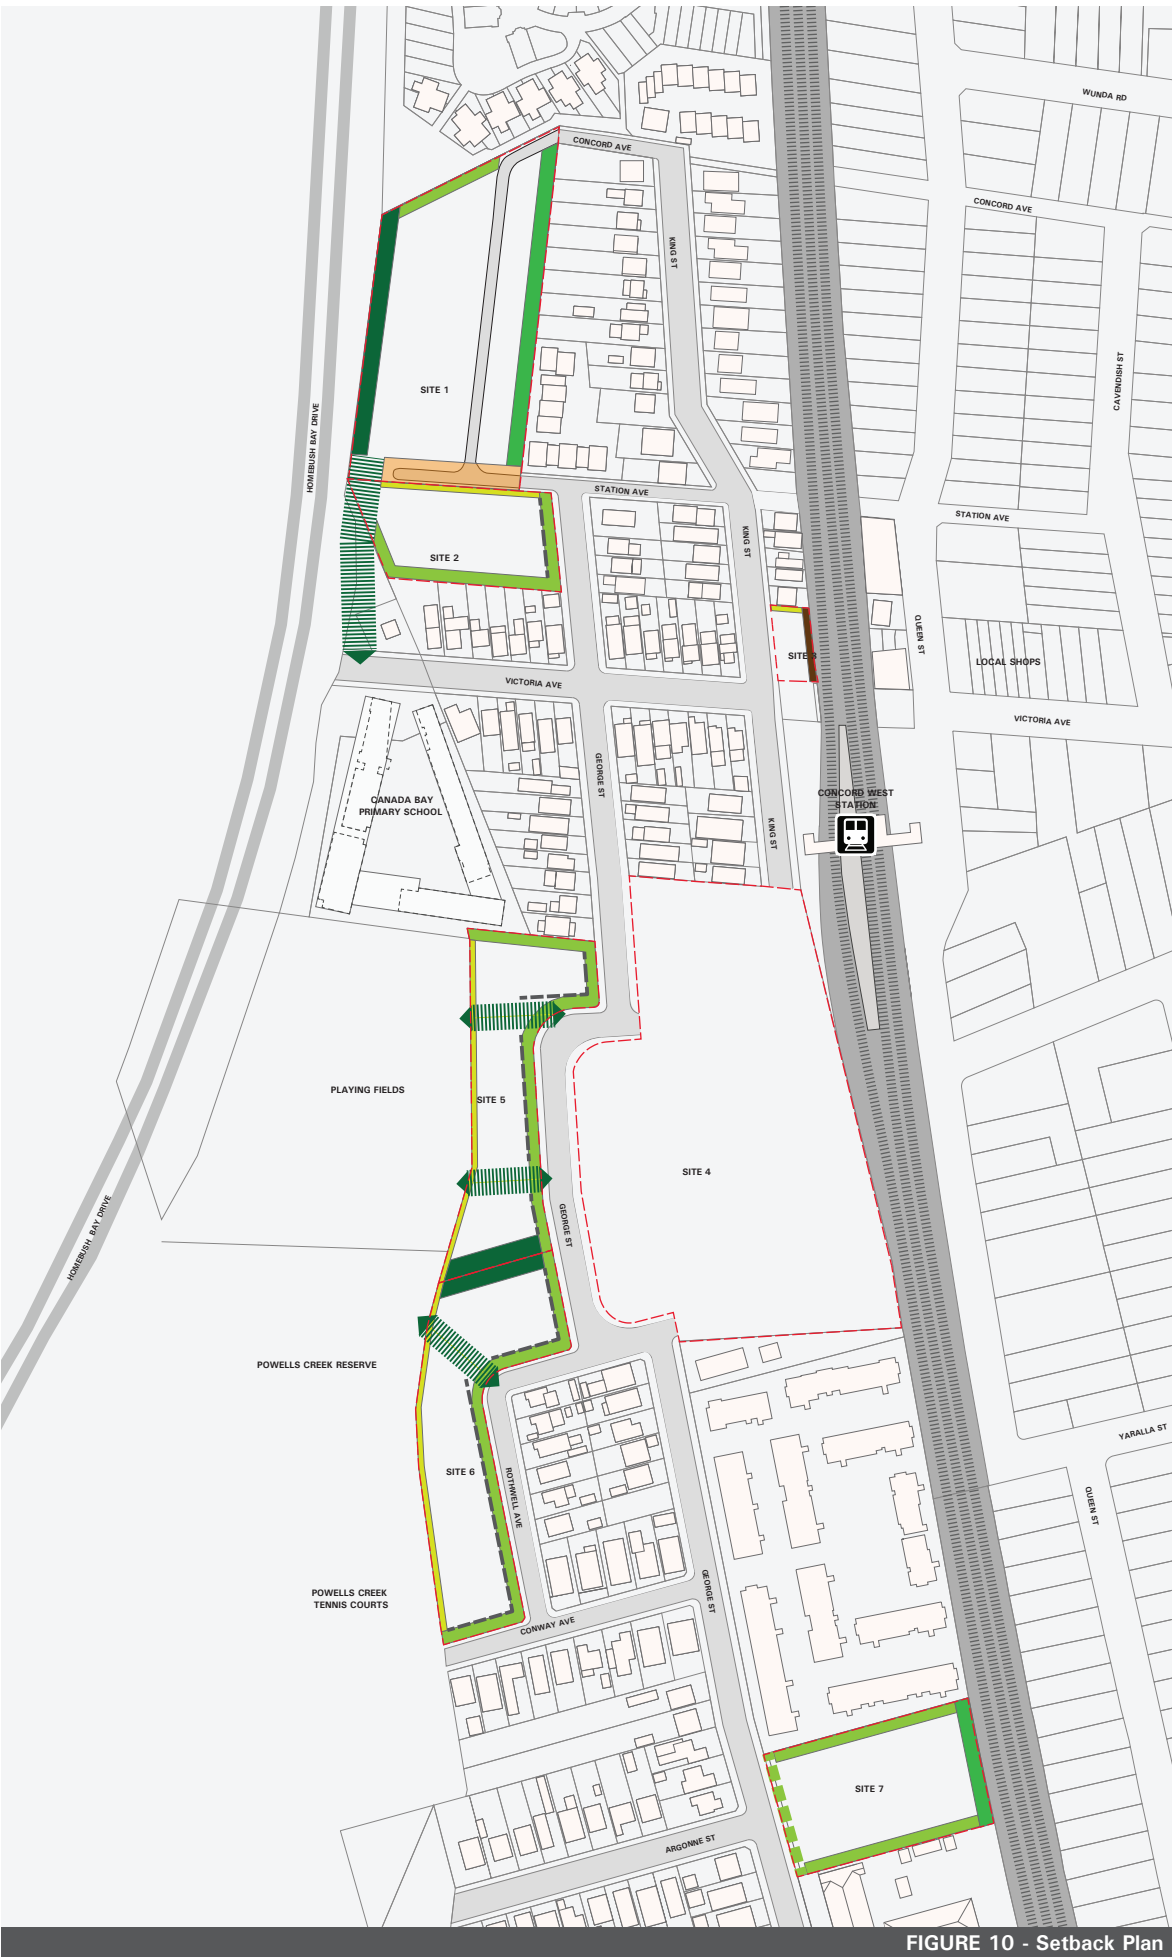 WUNDA RD
CONCORD AVE
CONCORD AVE
KING ST
CAVENDISH ST
SITE 1
HOMEBUSH BAY DRIVE
STATION AVE
STATION AVE
KING ST
SITE 2
QUEEN ST
SITE 3
LOCAL SHOPS
VICTORIA AVE
VICTORIA AVE
GEORGE ST
CONCORD WEST
STATION
CANADA BAY
PRIMARY SCHOOL
KING ST
PLAYING FIELDS
SITE 5
SITE 4
GEORGE ST
HOMEBUSH BAY DRIVE
POWELLS CREEK RESERVE
YARALLA ST
SITE 6
ROTHWELL AVE
QUEEN ST
POWELLS CREEK
TENNIS COURTS
GEORGE ST
CONWAY AVE
SITE 7
ARGONNE ST
FIGURE 10 - Setback Plan